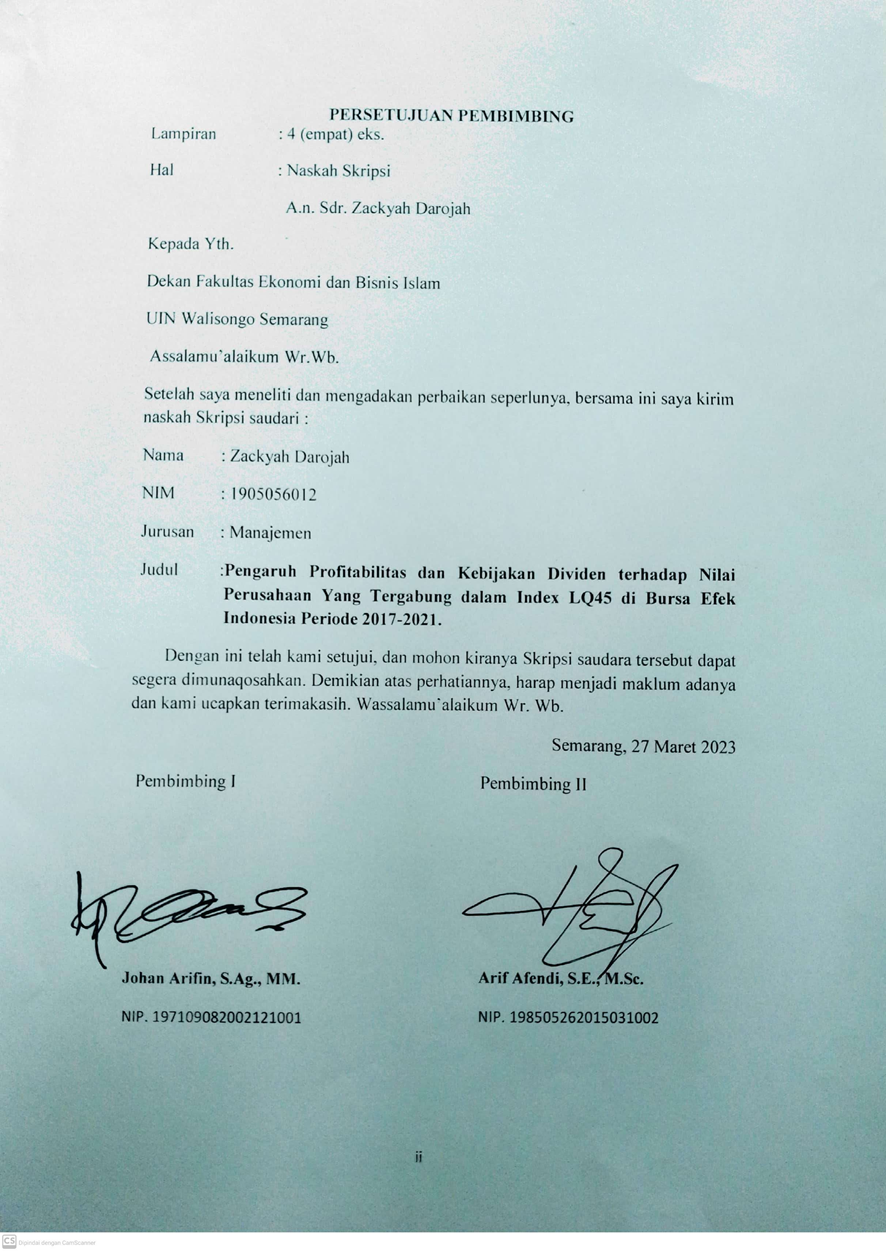 PERSETUJUAN PEMBIMBING
Lampiran : 4 (empat) eks.
Hal : Naskah Skripsi
A.n. Sdr. Zackyah Darojah
Kepada Yth.
Dekan Fakultas Ekonomi dan Bisnis Islam
UIN Walisongo Semarang
Assalamu'alaikum Wr.Wb.
Setelah saya meneliti dan mengadakan perbaikan seperlunya, bersama ini saya kirim
naskah Skripsi saudari :
Nama : Zackyah Darojah
NIM : 1905056012
Jurusan : Manajemen
Judul :Pengaruh Profitabilitas dan Kebijakan Dividen terhadap Nilai
Perusahaan Yang Tergabung dalam Index LQ45 di Bursa Efek
Indonesia Periode 2017-2021.
Dengan ini telah kami setujui, dan mohon kiranya Skripsi saudara tersebut dapat
segera dimunaqosahkan. Demikian atas perhatiannya, harap menjadi maklum adanya
dan kami ucapkan terimakasih. Wassalamu'alaikum Wr. Wb.
Semarang, 27 Maret 2023
Pembimbing I Pembimbing II
Johan Arifin, S.Ag., MM. Arif Afendi, S.E., M.Sc.
NIP. 197109082002121001 NIP. 198505262015031002
ii
CS Dipindai dengan CamScanner